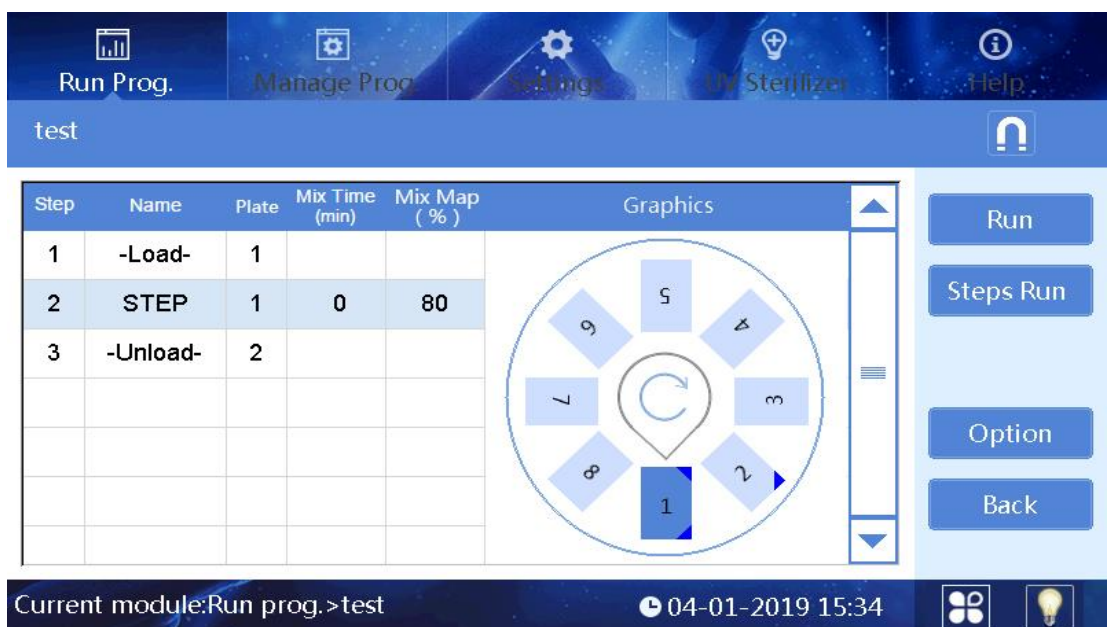 Run Prog.
Manage Prog.
Settings
UV Sterilizer
Help
test
Step Name Plate Mix Time (min) Mix Map ( % ) Graphics
1 -Load- 1
2 STEP 1 0 80
3 -Unload- 2
5
6
4
7
3
8
2
1
Run
Steps Run
Option
Back
Current module:Run prog.>test
04-01-2019 15:34